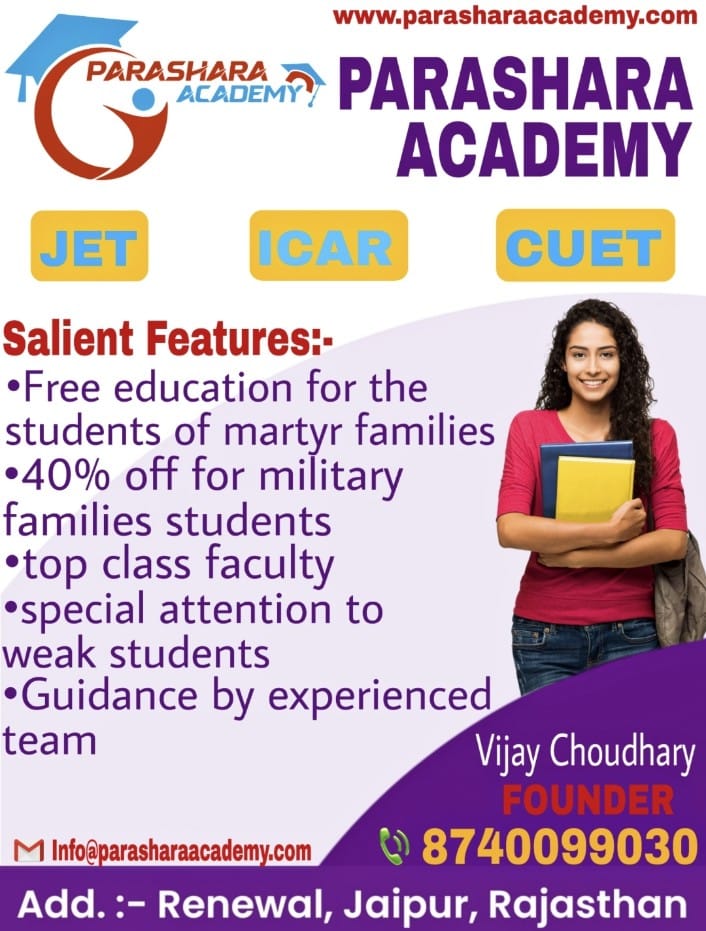 www.parasharaacademy.com
PARASHARA
ACADEMY
PARASHARA
ACADEMY
JET
ICAR
CUET
Salient Features:-
•Free education for the
students of martyr families
•40% off for military
families students
•top class faculty
•special attention to
weak students
•Guidance by experienced
team
Vijay Choudhary
FOUNDER
Info@parasharaacademy.com
8740099030
Add. :- Renewal, Jaipur, Rajasthan